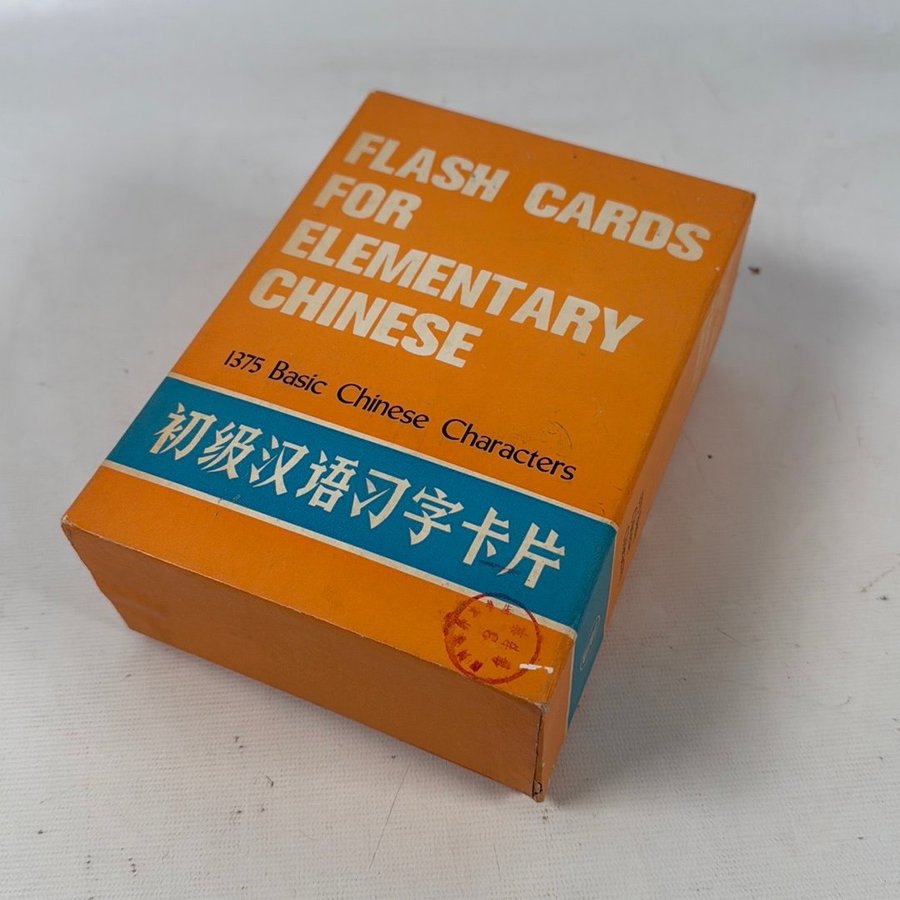 FLASH CARDS
FOR
ELEMENTARY
CHINESE
1375 Basic Chinese Characters
初级汉语习字卡片